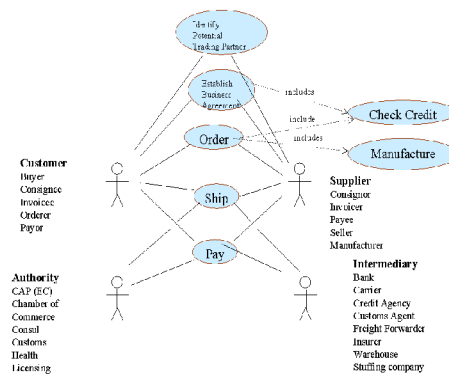 Identify
Potential
Trading Partner
Establish
Business
Agreement
includes
include
includes
Check Credit
Order
Manufacture
Customer
Buyer
Consignee
Invoicee
Orderer
Payor
Ship
Supplier
Consignor
Invoicer
Payee
Seller
Manufacturer
Pay
Authority
CAP (EC)
Chamber of
Commerce
Consul
Customs
Health
Licensing
Intermediary
Bank
Carrier
Credit Agency
Customs Agent
Freight Forwarder
Insurer
Warehouse
Stuffing company